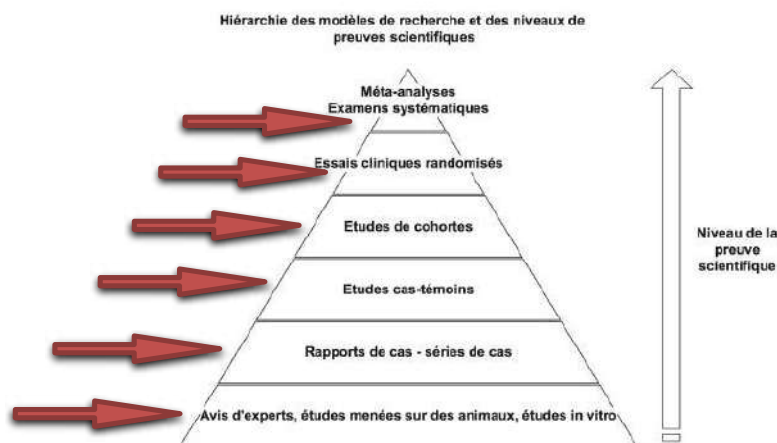 Hiérarchie des modèles de recherche et des niveaux de
preuves scientifiques
Méta-analyses
Examens systématiques
Essais cliniques randomisés
Etudes de cohortes
Etudes cas-témoins
Rapports de cas - séries de cas
Avis d'experts, études menées sur des animaux, études in vitro
Niveau de la
preuve
scientifique